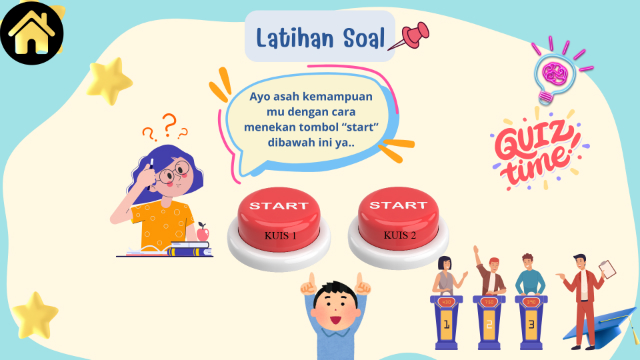 Latihan Soal
Ayo asah kemampuan
mu dengan cara
menekan tombol “start”
dibawah ini ya..
QUIZ
time!
START
KUIS 1
START
KUIS 2
1
2
3